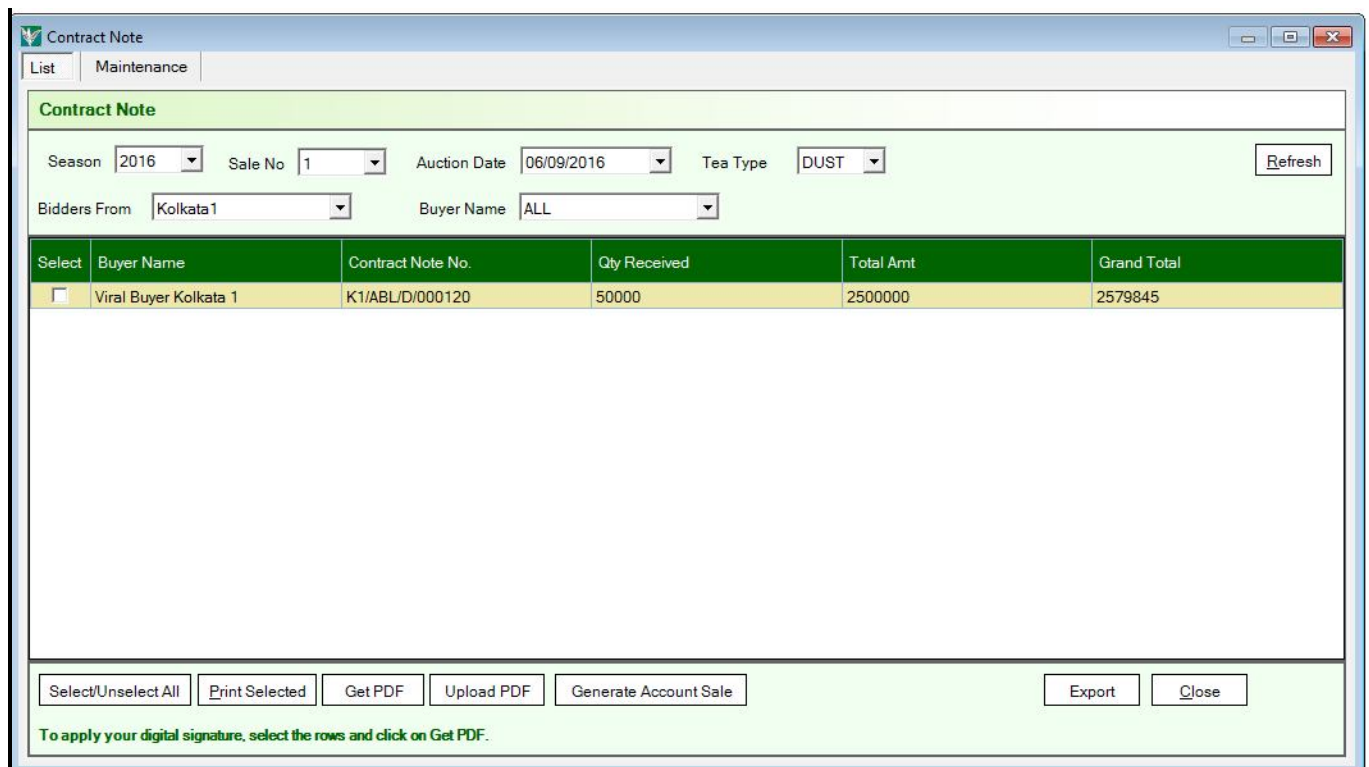 Contract Note
List Maintenance
Contract Note
Season 2016 Sale No 1 Auction Date 06/09/2016 Tea Type DUST Refresh
Bidders From Kolkata1 Buyer Name ALL
Select Buyer Name Contract Note No. Qty Received Total Amt Grand Total
Viral Buyer Kolkata 1 K1/ABL/D/000120 50000 2500000 2579845
Select/Unselect All Print Selected Get PDF Upload PDF Generate Account Sale Export Close
To apply your digital signature, select the rows and click on Get PDF.